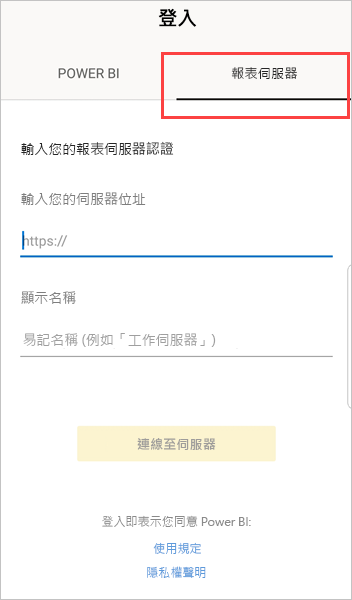 登入
POWER BI
報表伺服器
輸入您的報表伺服器認證
輸入您的伺服器位址
https://
顯示名稱
易記名稱 (例如「工作伺服器」)
連線至伺服器
登入即表示您同意 Power BI:
使用規定
隱私權聲明